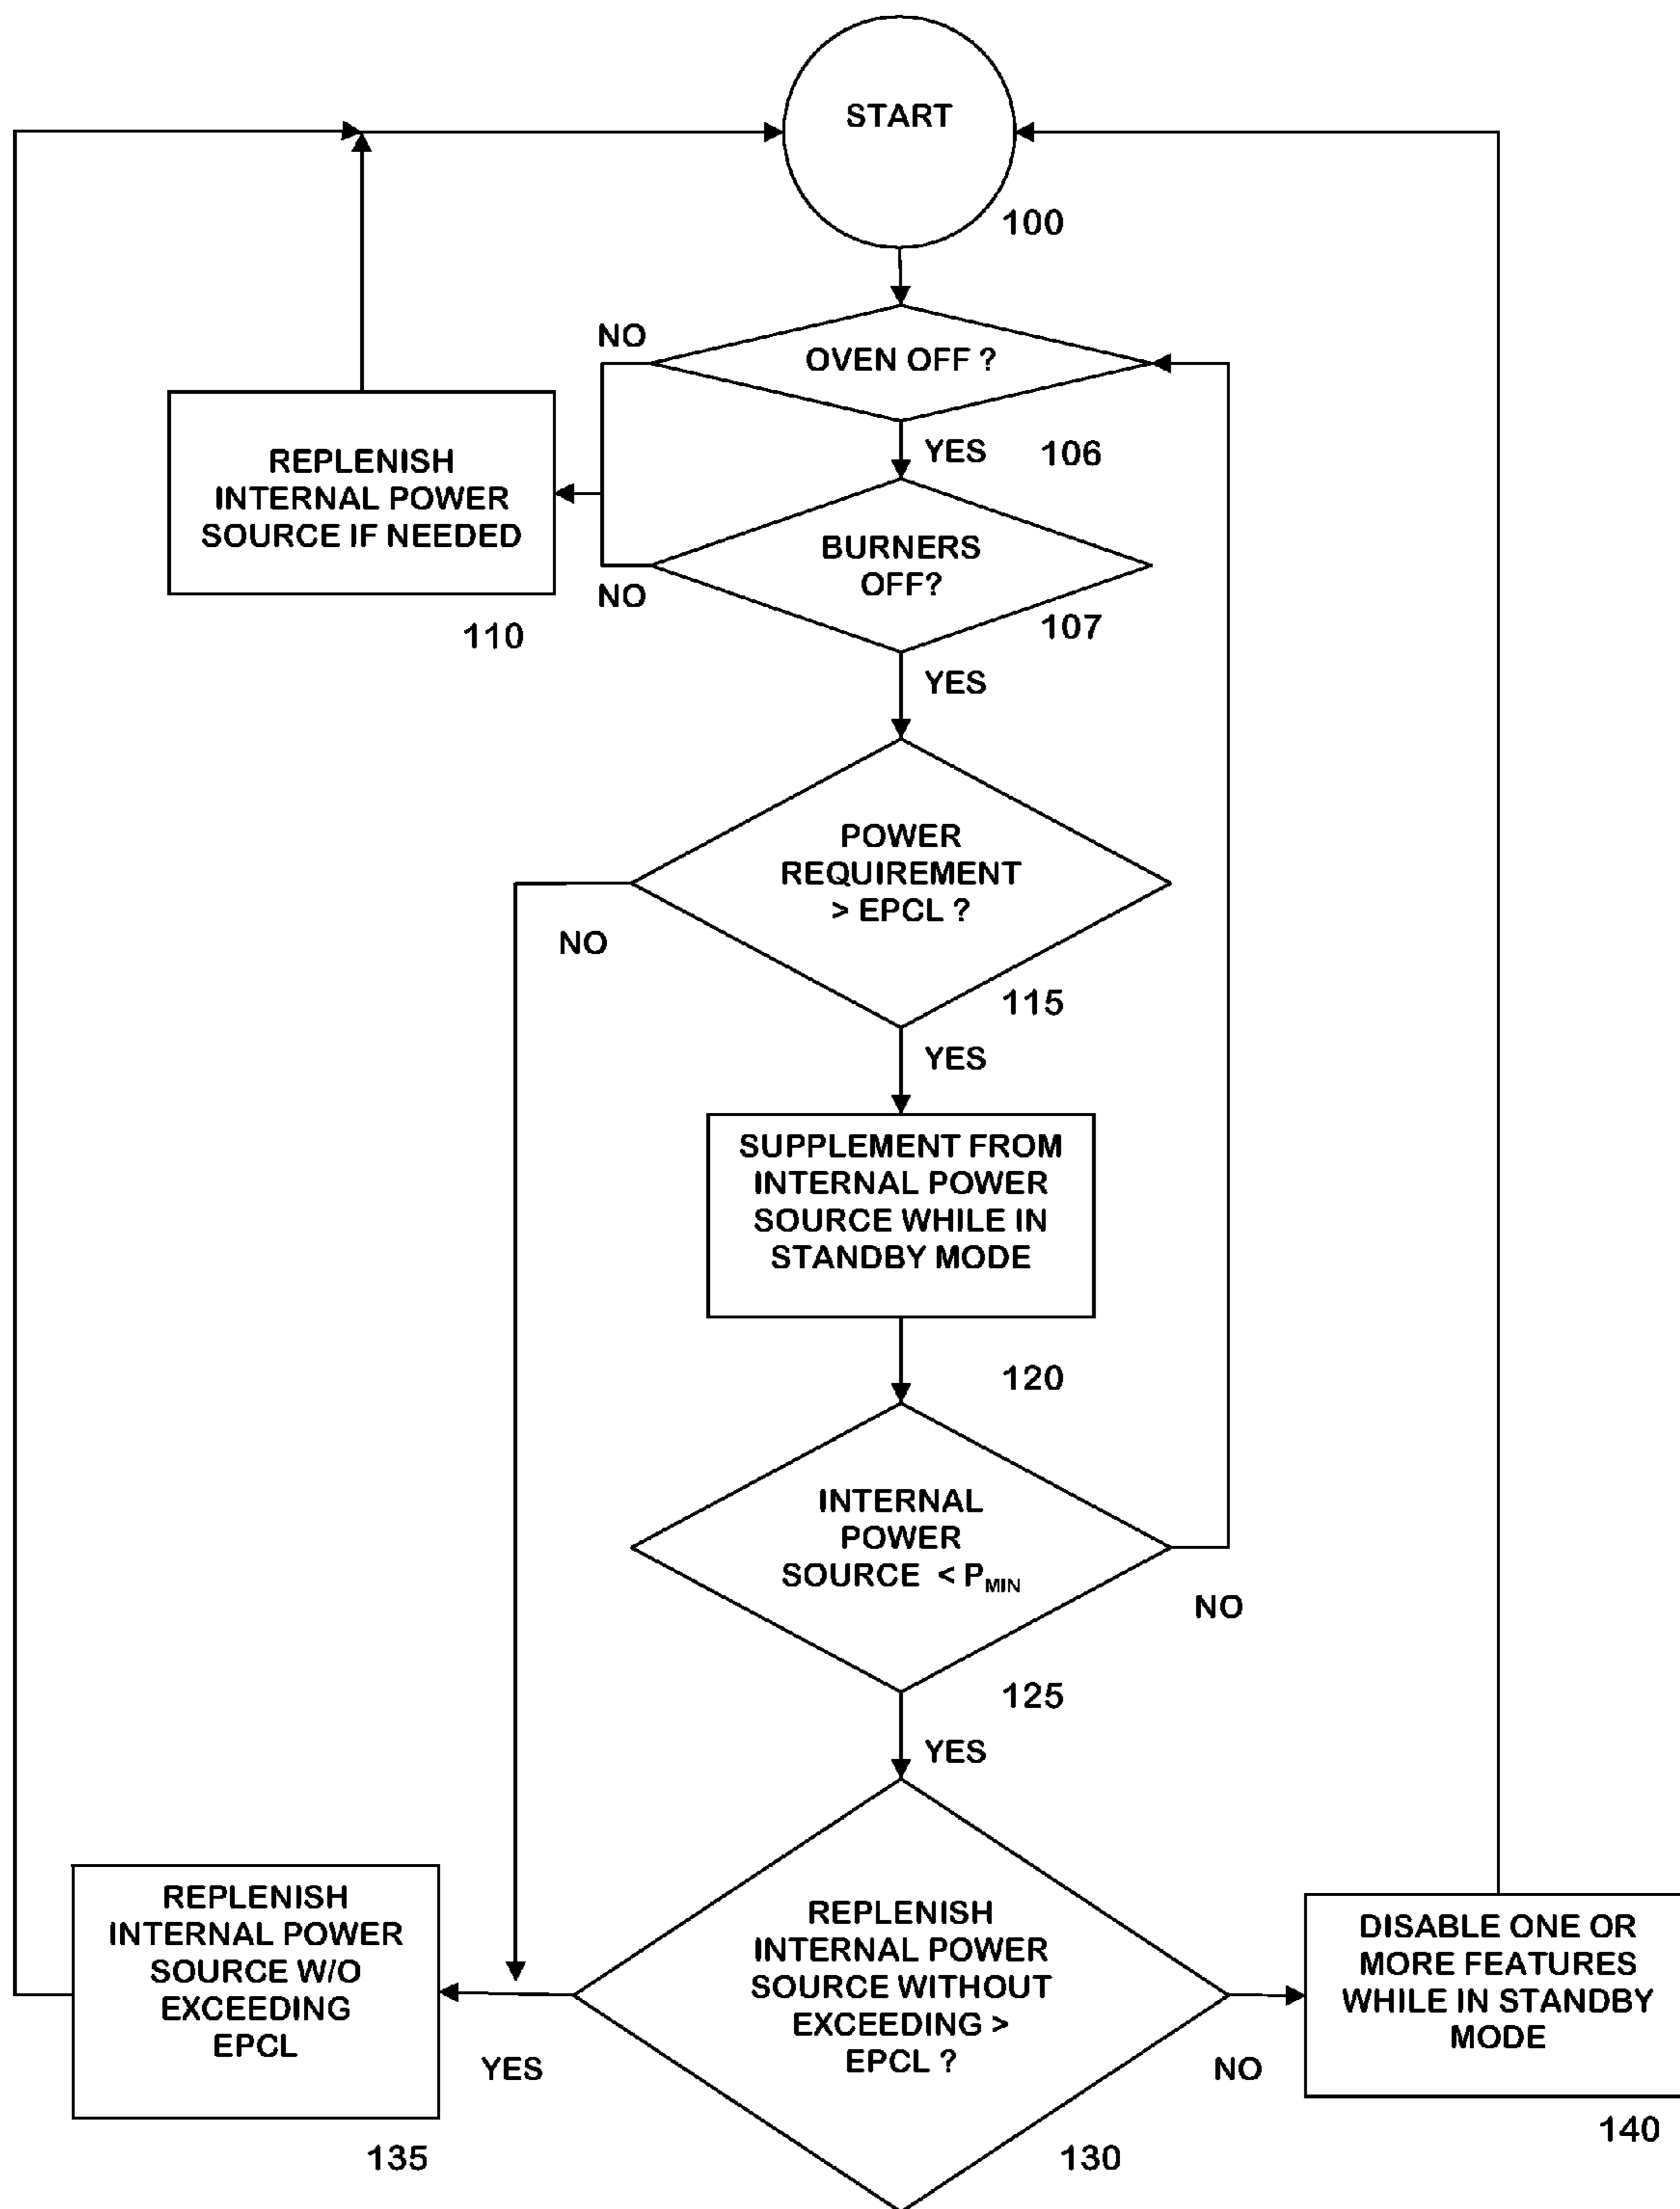 START
100
NO
OVEN OFF ?
YES
106
REPLENISH
INTERNAL POWER
SOURCE IF NEEDED
110
BURNERS
OFF?
NO
107
YES
POWER
REQUIREMENT
> EPCL ?
NO
115
YES
SUPPLEMENT FROM
INTERNAL POWER
SOURCE WHILE IN
STANDBY MODE
120
INTERNAL
POWER
SOURCE < PMIN
NO
125
YES
REPLENISH
INTERNAL POWER
SOURCE W/O
EXCEEDING
EPCL
135
YES
REPLENISH
INTERNAL POWER
SOURCE WITHOUT
EXCEEDING >
EPCL ?
130
NO
DISABLE ONE OR
MORE FEATURES
WHILE IN STANDBY
MODE
140